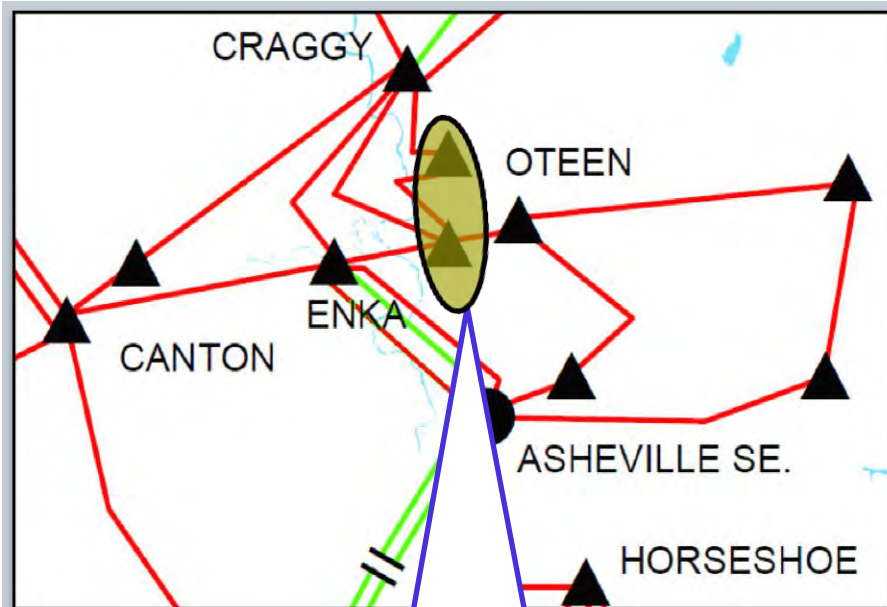 CRAGGY
OTEEN
ENKA
CANTON
ASHEVILLE SE.
HORSESHOE